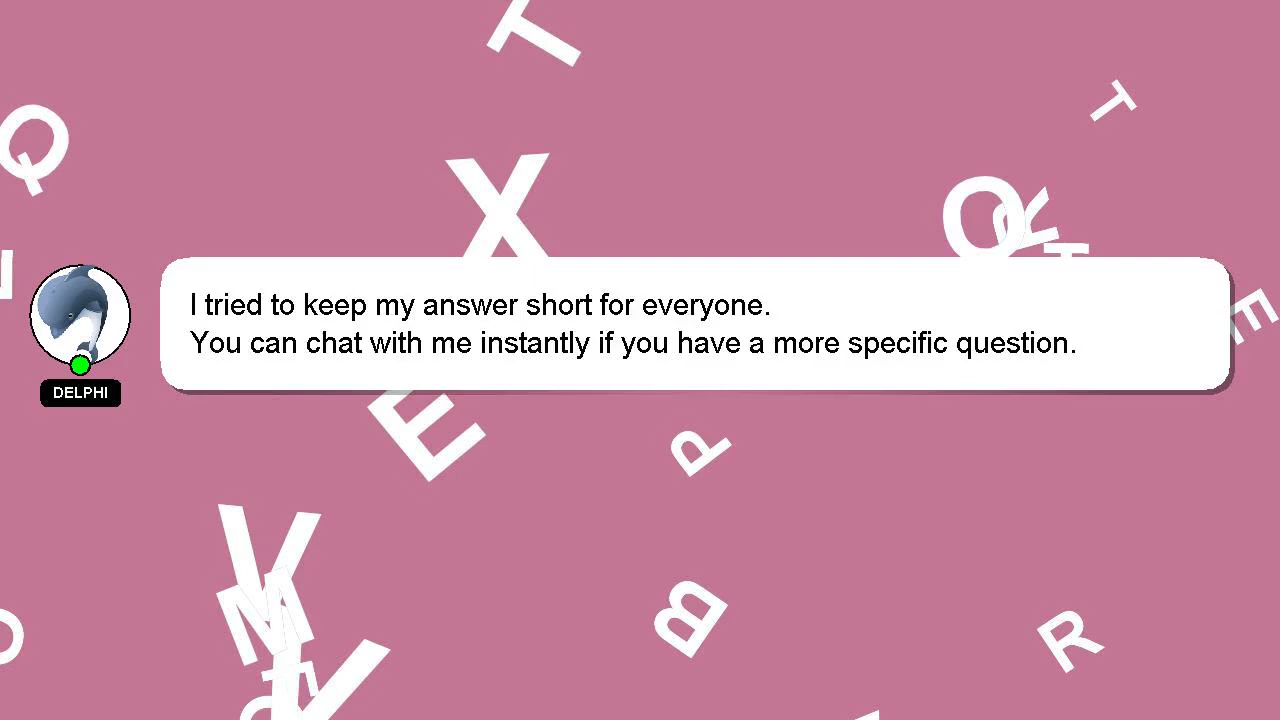 T
T
Q
X
Q
R
I tried to keep my answer short for everyone.
You can chat with me instantly if you have a more specific question.
DELPHI
E
E
P
V
M
B
R
V